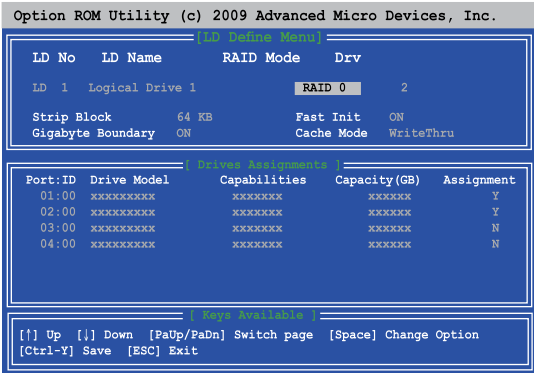 Option ROM Utility (c) 2009 Advanced Micro Devices, Inc.
[LD Define Menu]
LD No LD Name RAID Mode Drv
LD 1 Logical Drive 1 RAID 0 2
Strip Block 64 KB Fast Init ON
Gigabyte Boundary ON Cache Mode WriteThru
[ Drives Assignments ]
Port:ID Drive Model Capabilities Capacity(GB) Assignment
01:00 xxxxxxxxx xxxxxxx xxxxxx Y
02:00 xxxxxxxxx xxxxxxx xxxxxx Y
03:00 xxxxxxxxx xxxxxxx xxxxxx N
04:00 xxxxxxxxx xxxxxxx xxxxxx N
[ Keys Available ]
[↑] Up [↓] Down [PaUp/PaDn] Switch page [Space] Change Option
[Ctrl-Y] Save [ESC] Exit